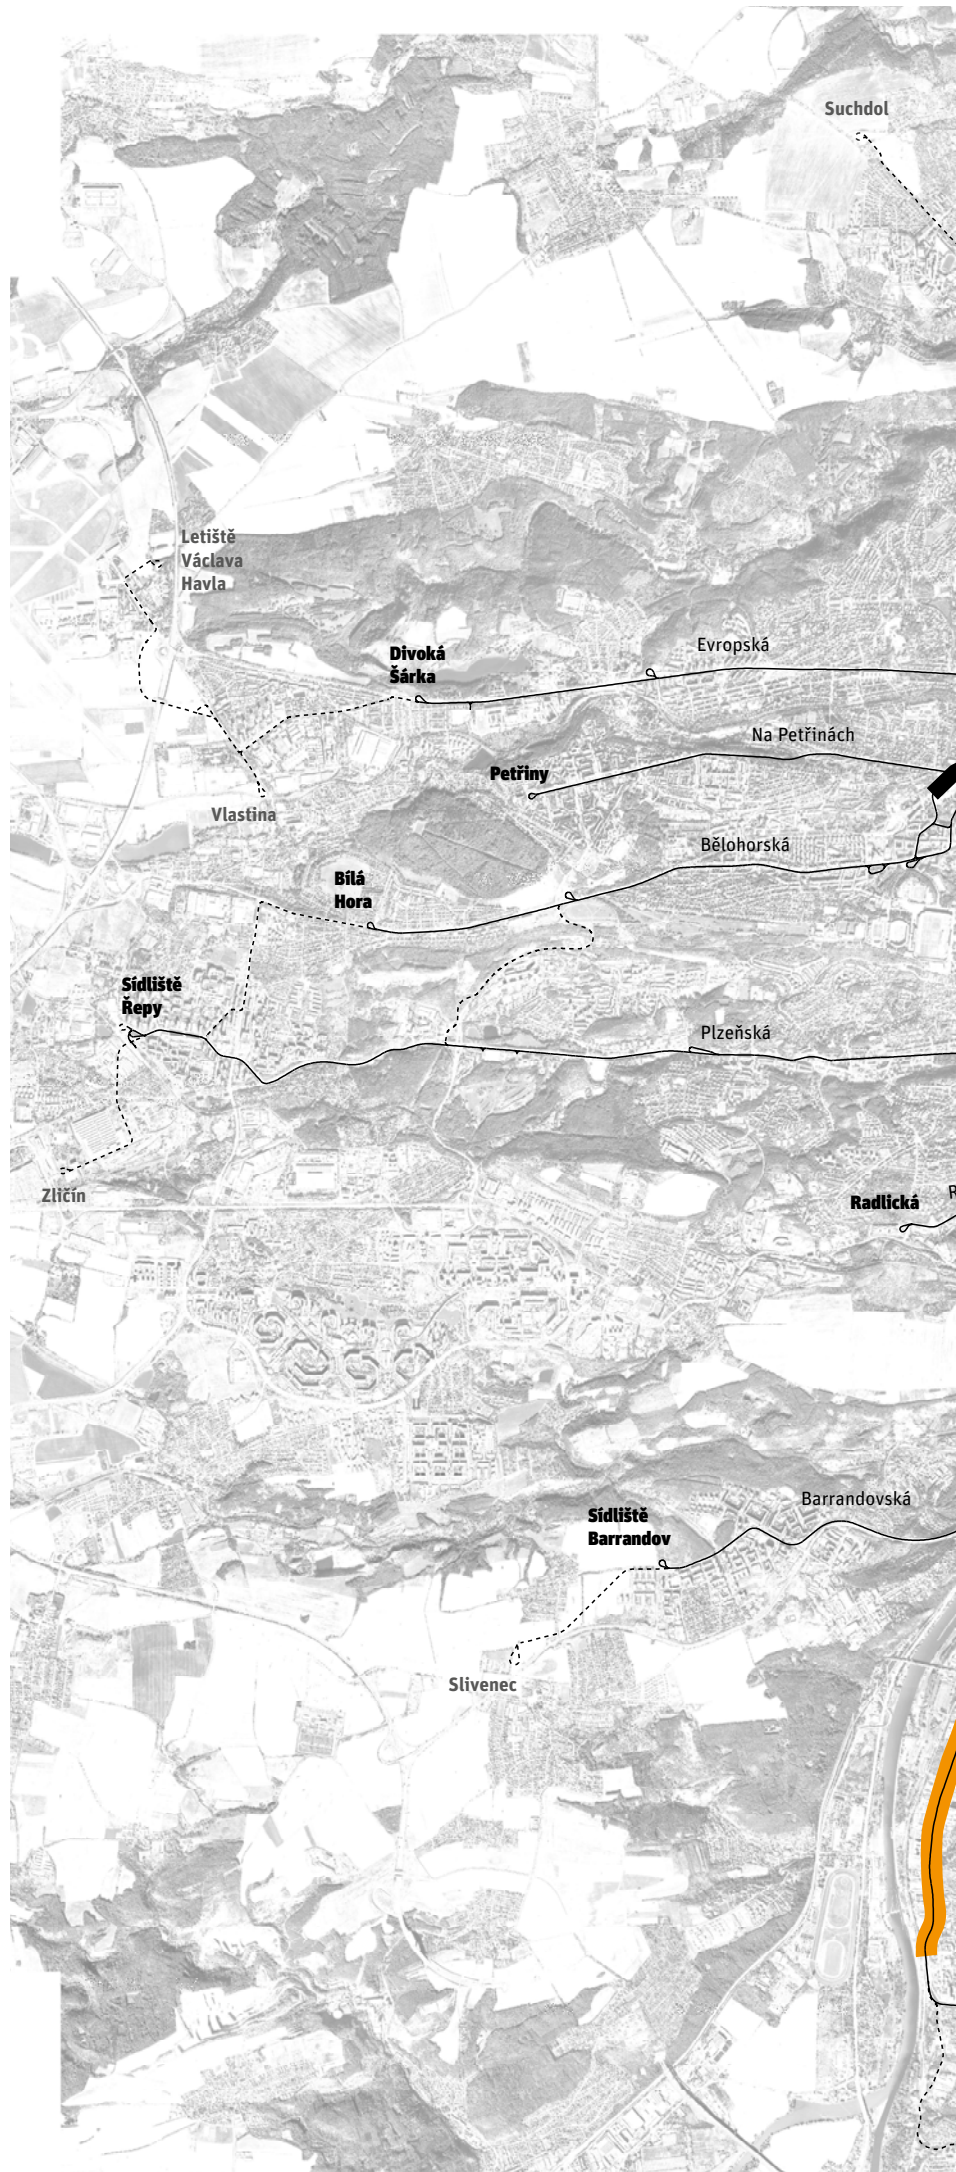 Suchdol
Letiště
Václava
Havla
Evropská
Divoká
Šárka
Na Petřinách
Petřiny
Vlastina
Bělohorská
Bílá
Hora
Sídliště
Řepy
Plzeňská
Zličín
Radlická
R
Barrandovská
Sídliště
Barrandov
Slivenec